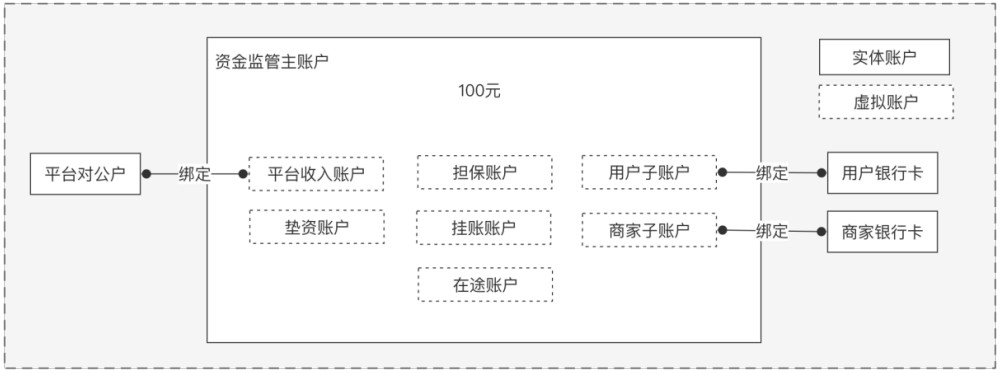 资金监管主账户
100元
实体账户
虚拟账户
平台对公户
绑定
平台收入账户
担保账户
用户子账户
绑定
用户银行卡
垫资账户
挂账账户
商家子账户
绑定
商家银行卡
在途账户